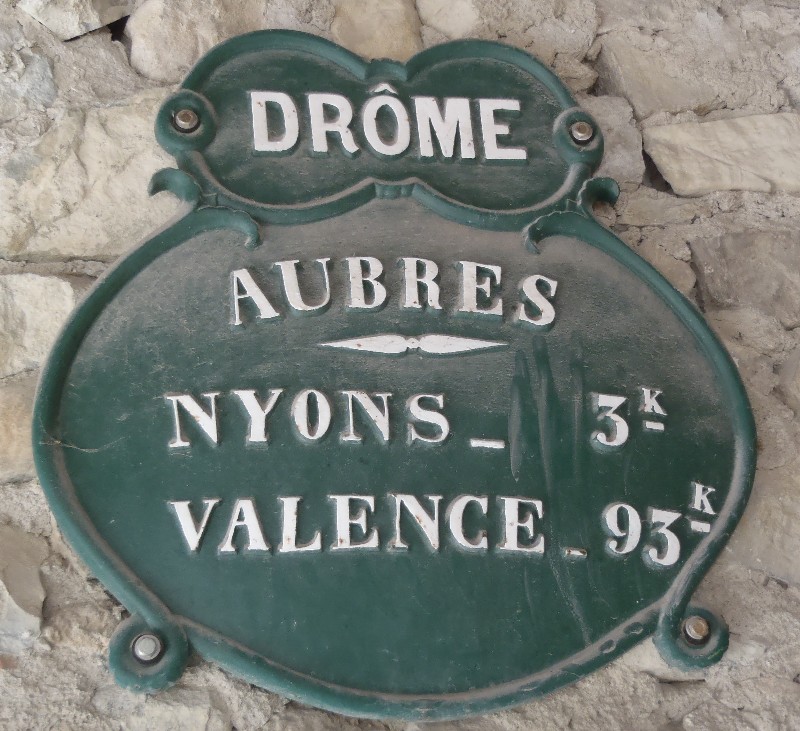 DRÔME
AUBRES
NYONS - 3K
VALENCE - 93K